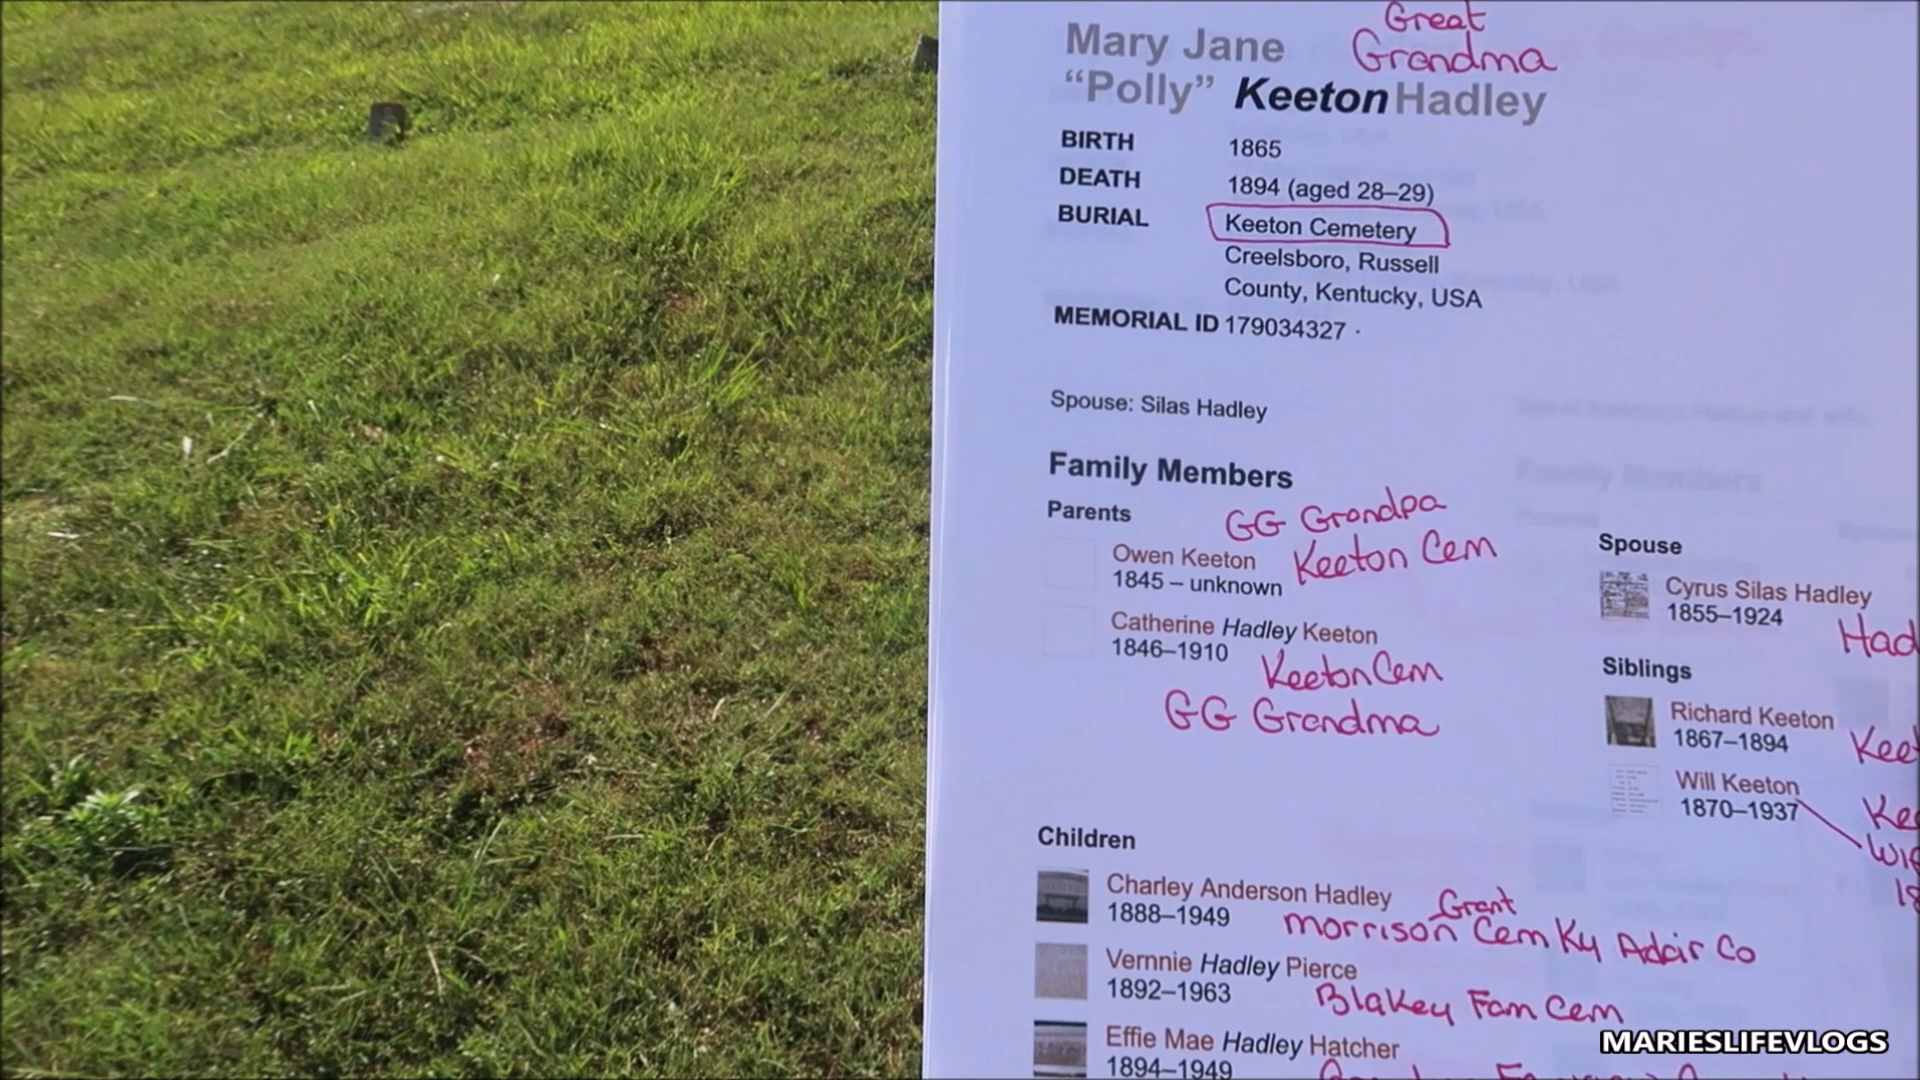 Great
Grandma
Mary Jane
“Polly” Keeton Hadley
BIRTH 1865
DEATH 1894 (aged 28–29)
BURIAL Keeton Cemetery
Creelsboro, Russell
County, Kentucky, USA
MEMORIAL ID 179034327 ·
Spouse: Silas Hadley
Family Members
Parents
GG Grandpa
Owen Keeton Keeton Cem
1845 – unknown
Catherine Hadley Keeton
1846–1910 Keeton Cem
GG Grandma
Spouse
Cyrus Silas Hadley
1855–1924
Had
Siblings
Richard Keeton
1867–1894
Keet
Will Keeton
1870–1937
Children
Charley Anderson Hadley Grant
1888–1949 Morrison Cem Ky Adair Co
Vernnie Hadley Pierce
1892–1963 Blakey Fam Cem
Effie Mae Hadley Hatcher
1894–1949
MARIESLIFEVLOGS